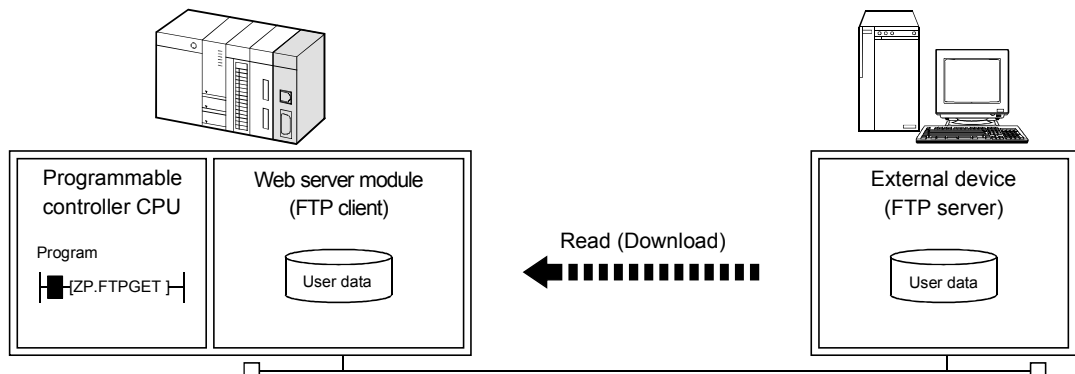 Programmable
controller CPU
Program
[ZP.FTPGET ]
Web server module
(FTP client)
User data
Read (Download)
External device
(FTP server)
User data